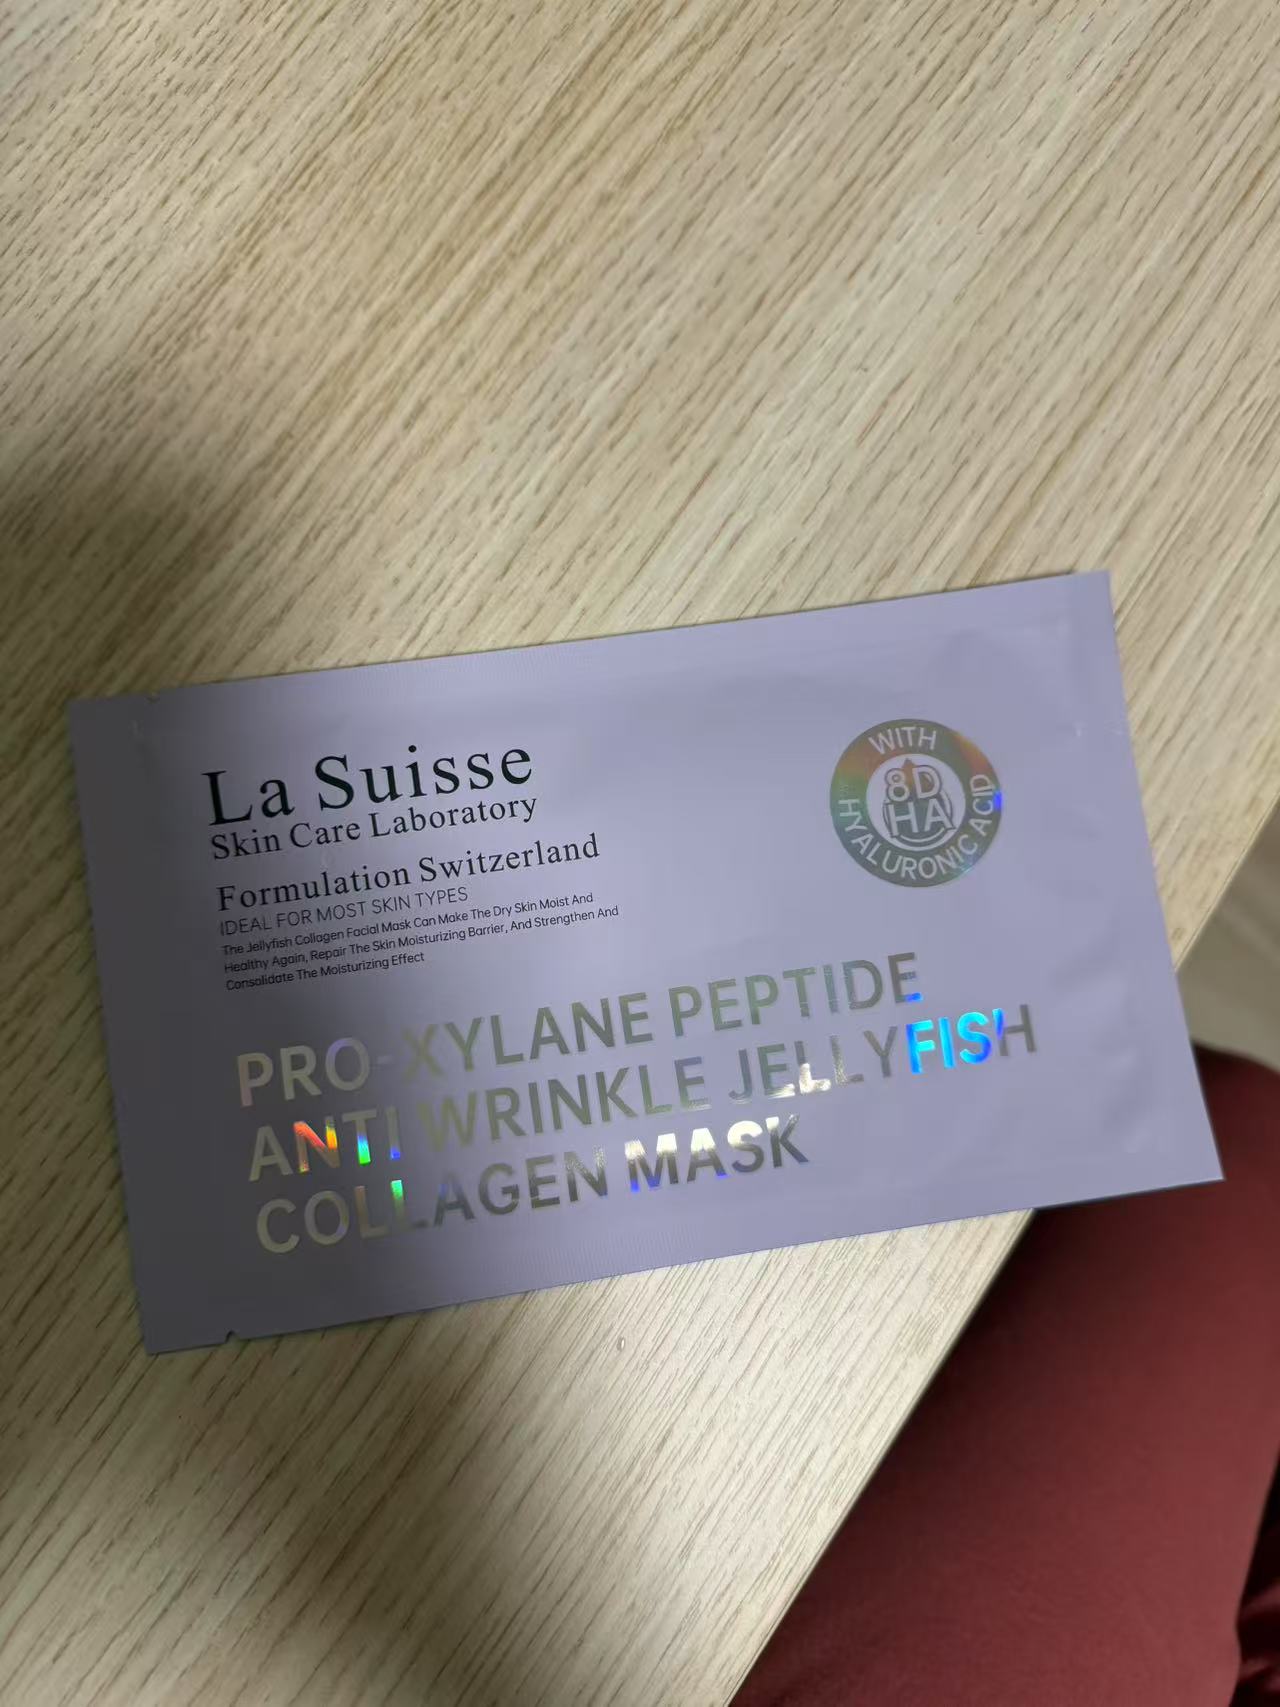 La Suisse
Skin Care Laboratory
Formulation Switzerland
IDEAL FOR MOST SKIN TYPES
The Jellyfish Collagen Facial Mask Can Make The Dry Skin Moist And
Healthy Again, Repair The Skin Moisturizing Barrier, And Strengthen And
Consolidate The Moisturizing Effect
WITH
8D
HA
HYALURONIC ACID
PRO-XYLANE PEPTIDE
ANTI WRINKLE JELLYFISH
COLLAGEN MASK